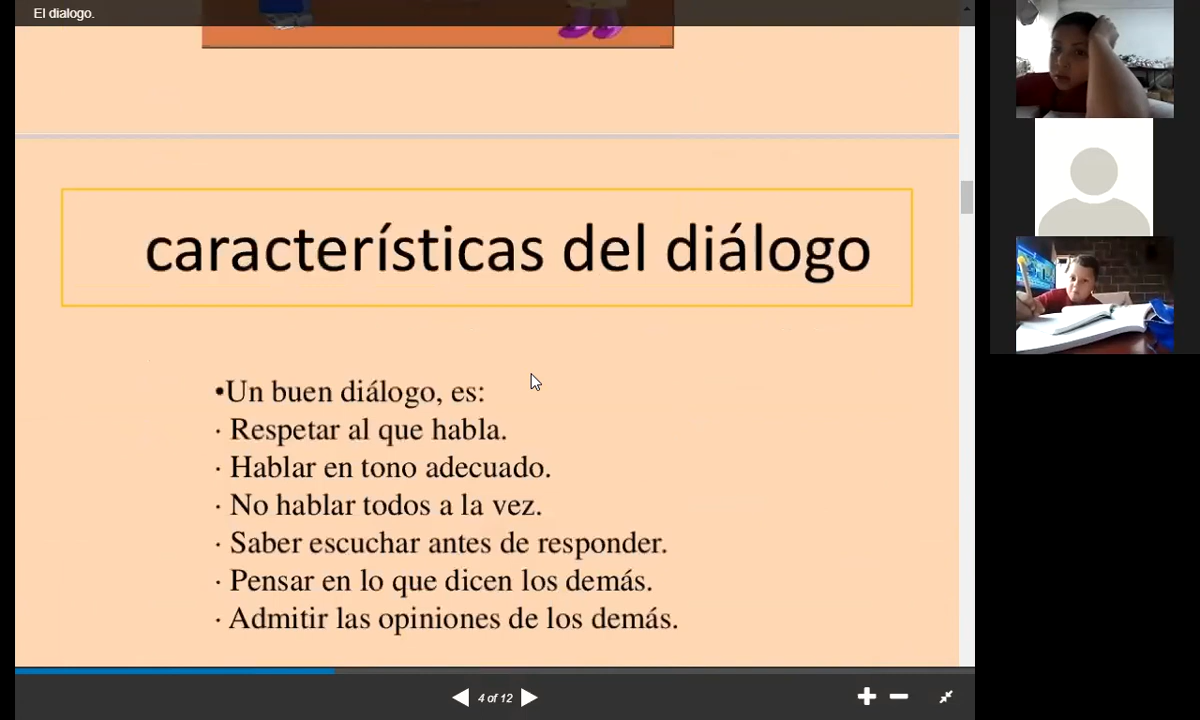 El dialogo.
características del diálogo
•Un buen diálogo, es:
· Respetar al que habla.
· Hablar en tono adecuado.
· No hablar todos a la vez.
· Saber escuchar antes de responder.
· Pensar en lo que dicen los demás.
· Admitir las opiniones de los demás.
4 of 12